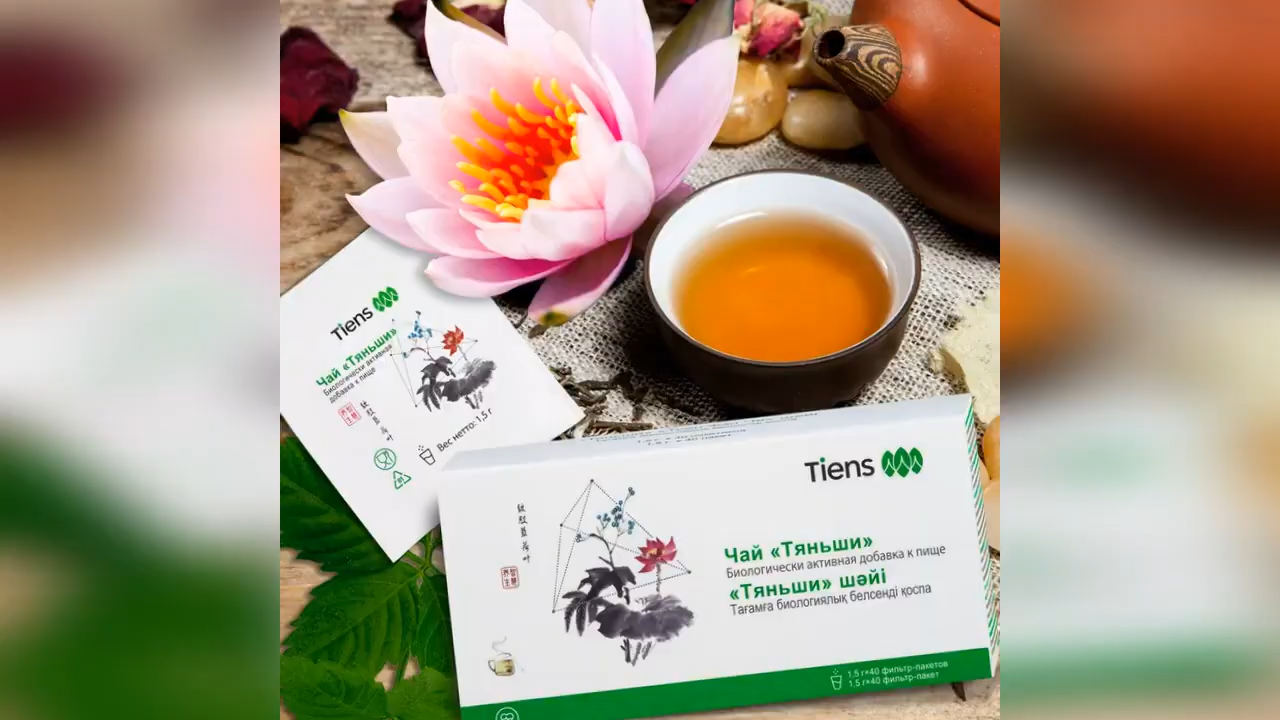 Tiens
Чай «Тяньши»
Биологически активная
добавка к пище
Вес нетто: 1,5 г
Tiens
Чай «Тяньши»
Биологически активная добавка к пище
«Тяньши» шәйі
Тағамға биологиялық белсенді қоспа
1.5 г×40 фильтр-пакетов
1.5 г×40 фильтр-пакет